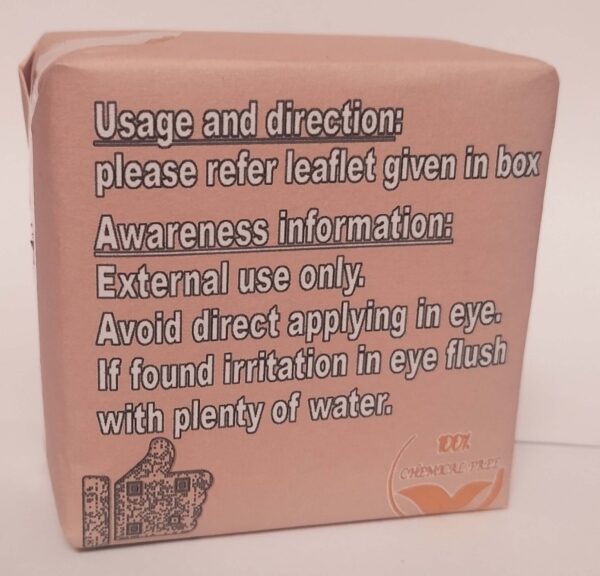 Usage and direction:
please refer leaflet given in box
Awareness information:
External use only.
Avoid direct applying in eye.
If found irritation in eye flush
with plenty of water.
100%
CHEMICAL FREE